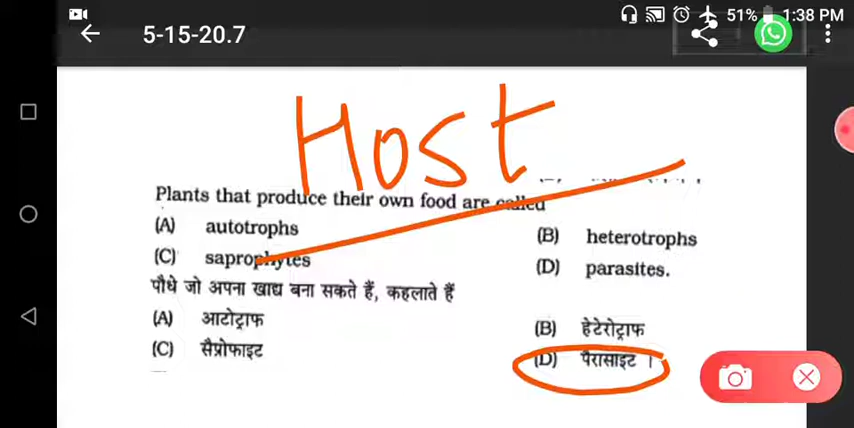 51% 1:38 PM
5-15-20.7
Host
Plants that produce their own food are called
(A) autotrophs
(B) heterotrophs
(C) saprophytes
(D) parasites.
पौधे जो अपना खाद्य बना सकते हैं, कहलाते हैं
(A) आटोट्राफ
(B) हेटेरोट्राफ
(C) सैप्रोफाइट
(D) पैरासाइट ।